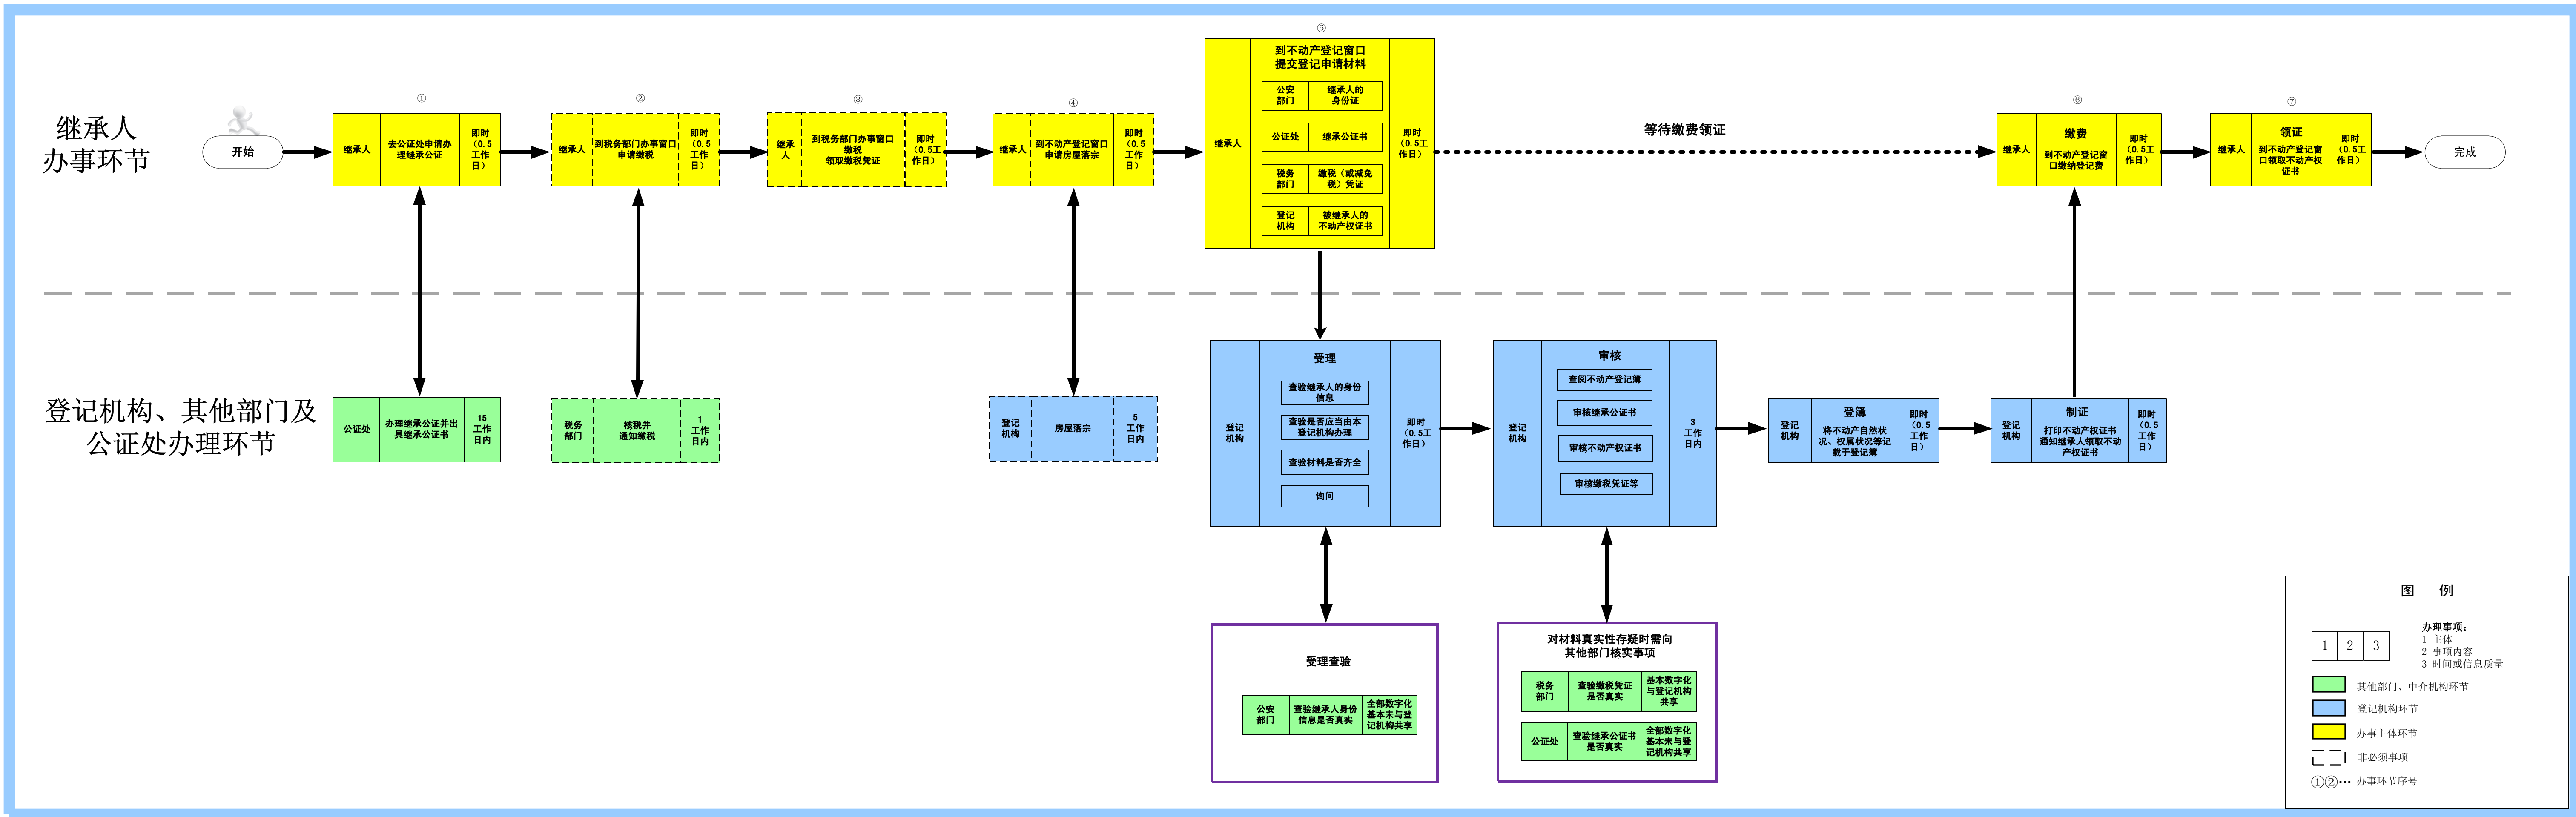 继承人
办事环节
开始
①
继承人
去公证处申请办
理继承公证
即时
（0.5
工作
日）
②
继承人
到税务部门办事窗口
申请缴税
即时
（0.5
工作
日）
③
继承
人
到税务部门办事窗口
缴税
领取缴税凭证
即时
（0.5工
作日）
④
继承人
到不动产登记窗口
申请房屋落宗
即时
（0.5
工作
日）
⑤
继承人
到不动产登记窗口
提交登记申请材料
公安
部门
继承人的
身份证
公证处
继承公证书
税务
部门
缴税（或减免
税）凭证
登记
机构
被继承人的
不动产权证书
即时
（0.5工
作日）
等待缴费领证
⑥
继承人
缴费
到不动产登记窗
口缴纳登记费
即时
（0.5工
作日）
⑦
继承人
领证
到不动产登记窗
口领取不动产权
证书
即时
（0.5工
作日）
完成
登记机构、其他部门及
公证处办理环节
公证处
办理继承公证并出
具继承公证书
15
工作
日内
税务
部门
核税并
通知缴税
1
工作
日内
登记
机构
房屋落宗
5
工作
日内
登记
机构
受理
查验继承人的身份
信息
查验是否应当由本
登记机构办理
查验材料是否齐全
询问
即时
（0.5工
作日）
登记
机构
审核
查阅不动产登记簿
审核继承公证书
审核不动产权证书
审核缴税凭证等
3
工作
日内
登记
机构
登簿
将不动产自然状
况、权属状况等记
载于登记簿
即时
（0.5
工作
日）
登记
机构
制证
打印不动产权证书
通知继承人领取不动
产权证书
即时
（0.5
工作
日）
受理查验
公安
部门
查验继承人身份
信息是否真实
全部数字化
基本未与登
记机构共享
对材料真实性存疑时需向
其他部门核实事项
税务
部门
查验缴税凭证
是否真实
基本数字化
与登记机构
共享
公证处
查验继承公证书
是否真实
全部数字化
基本未与登
记机构共享
图 例
1 2 3
办理事项:
1 主体
2 事项内容
3 时间或信息质量
其他部门、中介机构环节
登记机构环节
办事主体环节
非必须事项
①②… 办事环节序号